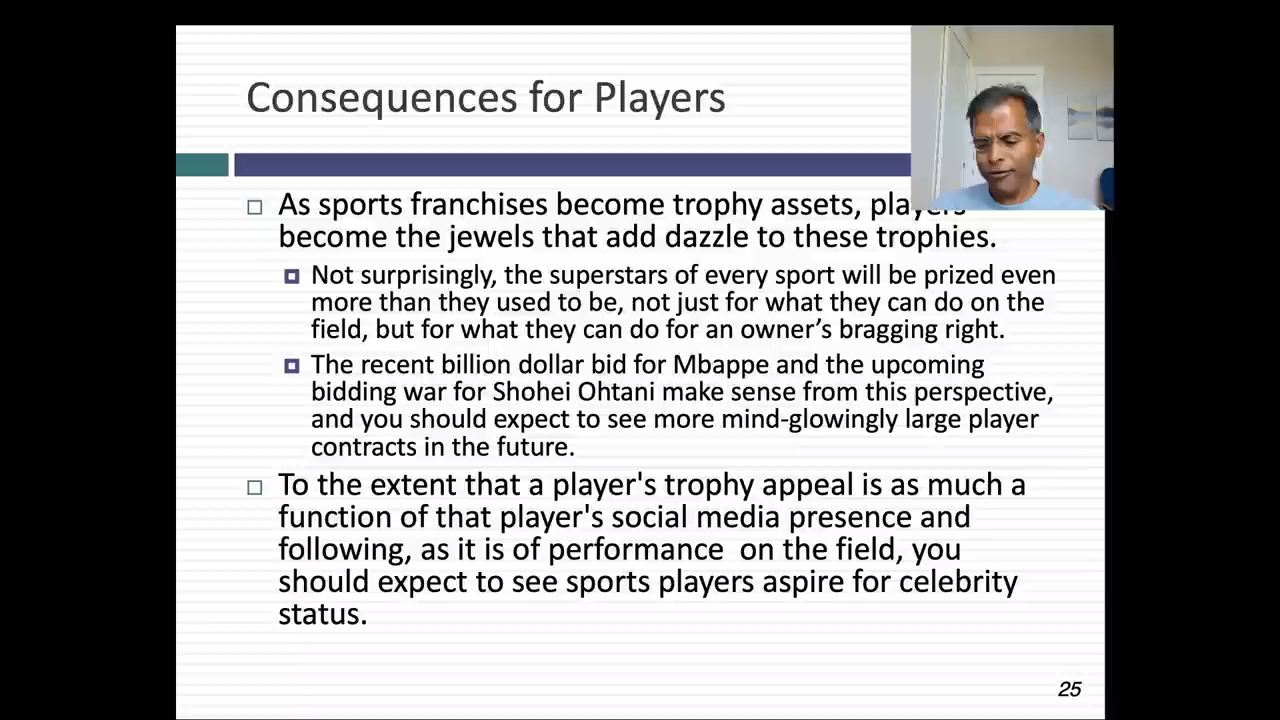 Consequences for Players
As sports franchises become trophy assets, players
become the jewels that add dazzle to these trophies.
Not surprisingly, the superstars of every sport will be prized even
more than they used to be, not just for what they can do on the
field, but for what they can do for an owner’s bragging right.
The recent billion dollar bid for Mbappe and the upcoming
bidding war for Shohei Ohtani make sense from this perspective,
and you should expect to see more mind-glowingly large player
contracts in the future.
To the extent that a player's trophy appeal is as much a
function of that player's social media presence and
following, as it is of performance on the field, you
should expect to see sports players aspire for celebrity
status.
25